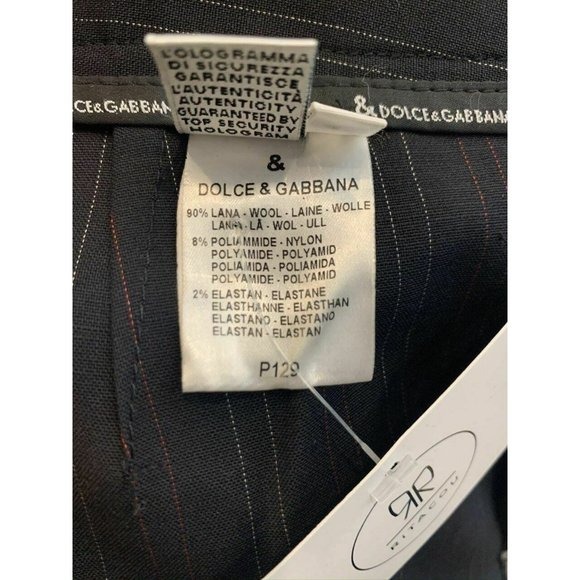 L'OLOGRAMMA
DI SICUREZZA
GARANTISCE
L'AUTENTICITÀ
AUTENTICITY
GUARANTEED BY
TOP SECURITY
HOLOGRAM
DOLCE&GABBANA
& DOLCE&GABBANA
&
DOLCE & GABBANA
90% LANA - WOOL - LAINE - WOLLE
LANA - LÃ - WOL - ULL
8% POLIAMMIDE - NYLON
POLYAMIDE - POLYAMID
POLIAMIDA - POLIAMIDA
POLYAMIDE - POLYAMID
2% ELASTAN - ELASTANE
ELASTHANNE - ELASTHAN
ELASTANO - ELASTANO
ELASTAN - ELASTAN
P129
RR
RITACOU